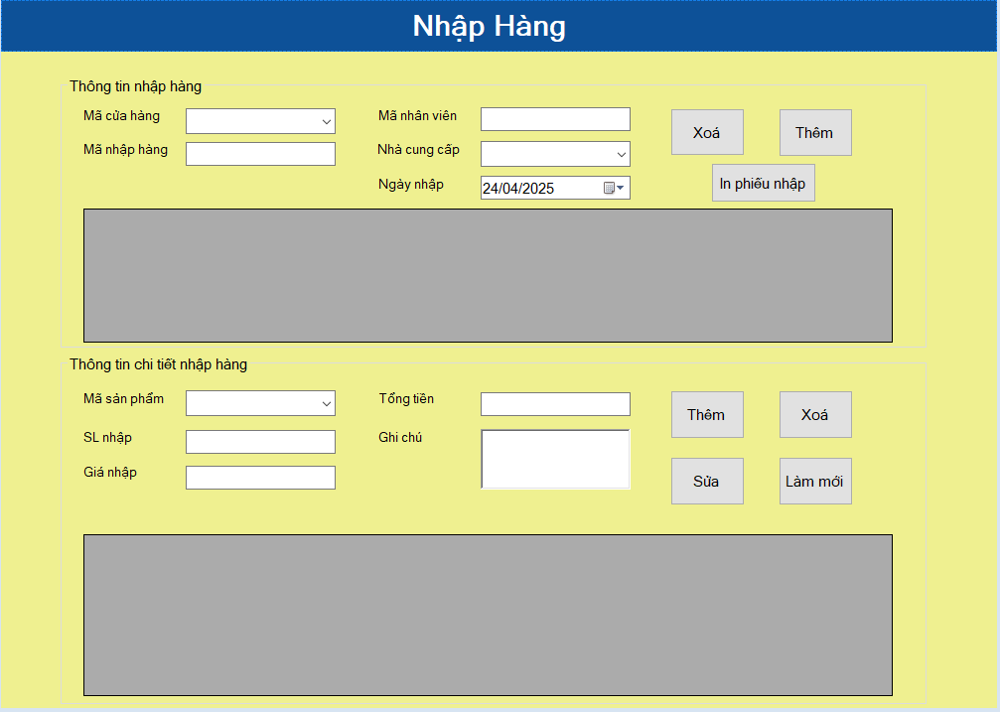 Nhập Hàng
Thông tin nhập hàng
Mã cửa hàng
Mã nhân viên
Xoá
Thêm
Mã nhập hàng
Nhà cung cấp
Ngày nhập
24/04/2025
In phiếu nhập
Thông tin chi tiết nhập hàng
Mã sản phẩm
Tổng tiền
Thêm
Xoá
SL nhập
Ghi chú
Giá nhập
Sửa
Làm mới